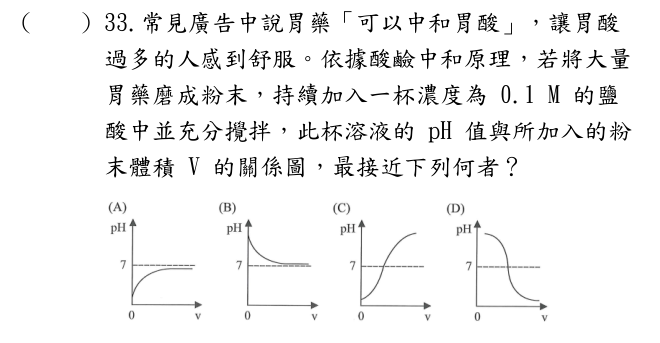 （　　）33. 常見廣告中說胃藥「可以中和胃酸」，讓胃酸
過多的人感到舒服。依據酸鹼中和原理，若將大量
胃藥磨成粉末，持續加入一杯濃度為 0.1 M 的鹽
酸中並充分攪拌，此杯溶液的 pH 值與所加入的粉
末體積 V 的關係圖，最接近下列何者？
(A) (B) (C) (D)
pH pH pH pH
7 7 7 7
0 v 0 v 0 v 0 v